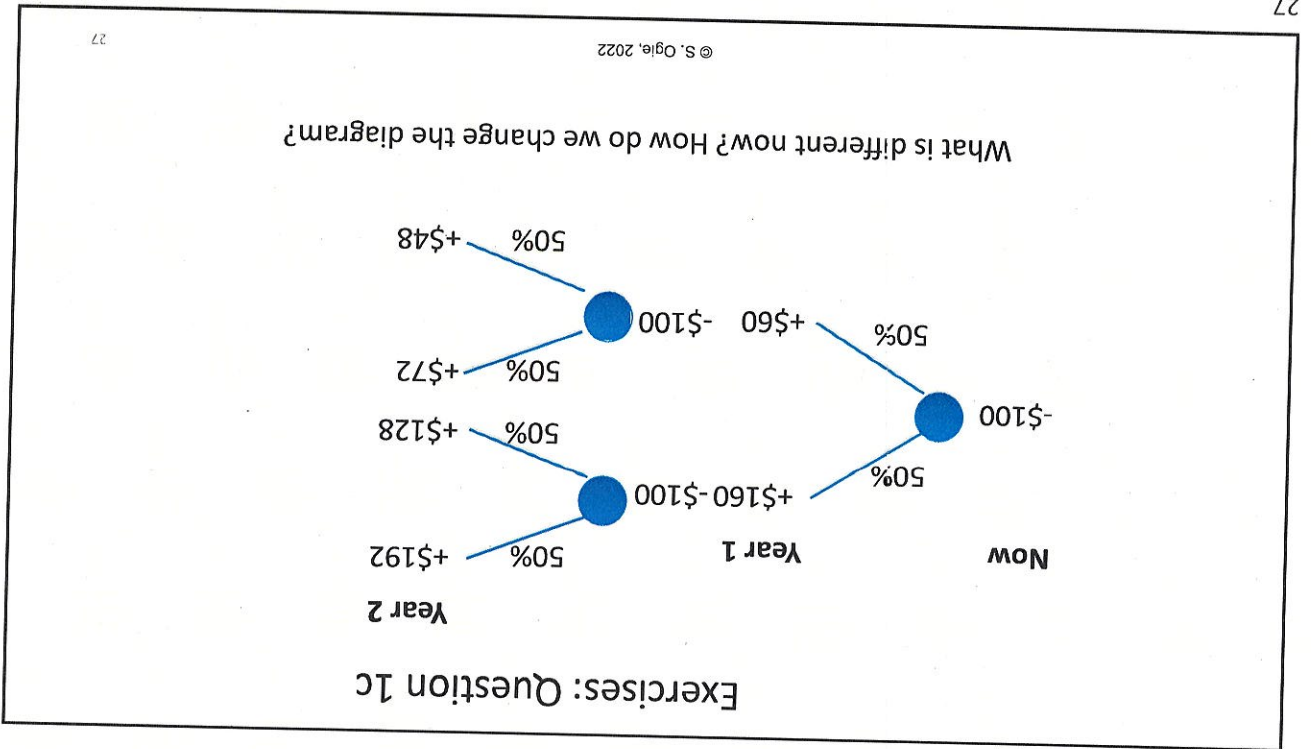 Exercises: Question 1c
Year 2
Now
Year 1
50%
+$192
50%
+$160 -$100
-$100
50%
+$128
50%
+$72
50%
+$60 -$100
50%
+$48
What is different now? How do we change the diagram?
© S. Ogie, 2022
27
27